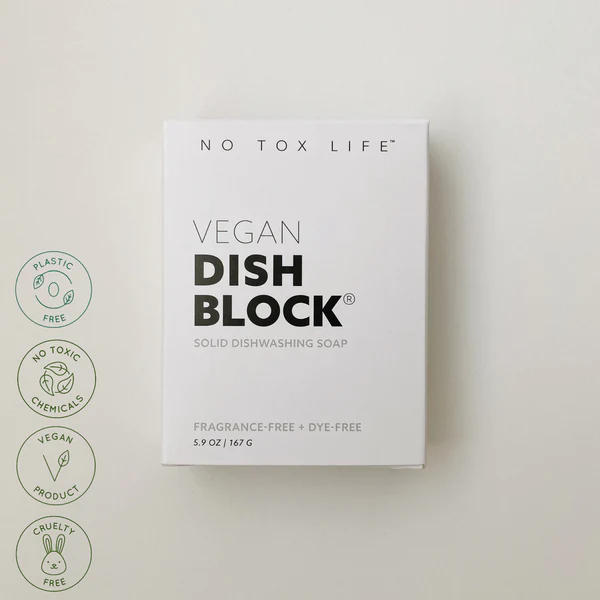 NO TOX LIFE™
VEGAN
DISH
BLOCK®
SOLID DISHWASHING SOAP
FRAGRANCE-FREE + DYE-FREE
5.9 OZ | 167 G
PLASTIC
FREE
NO TOXIC
CHEMICALS
VEGAN
PRODUCT
CRUELTY
FREE